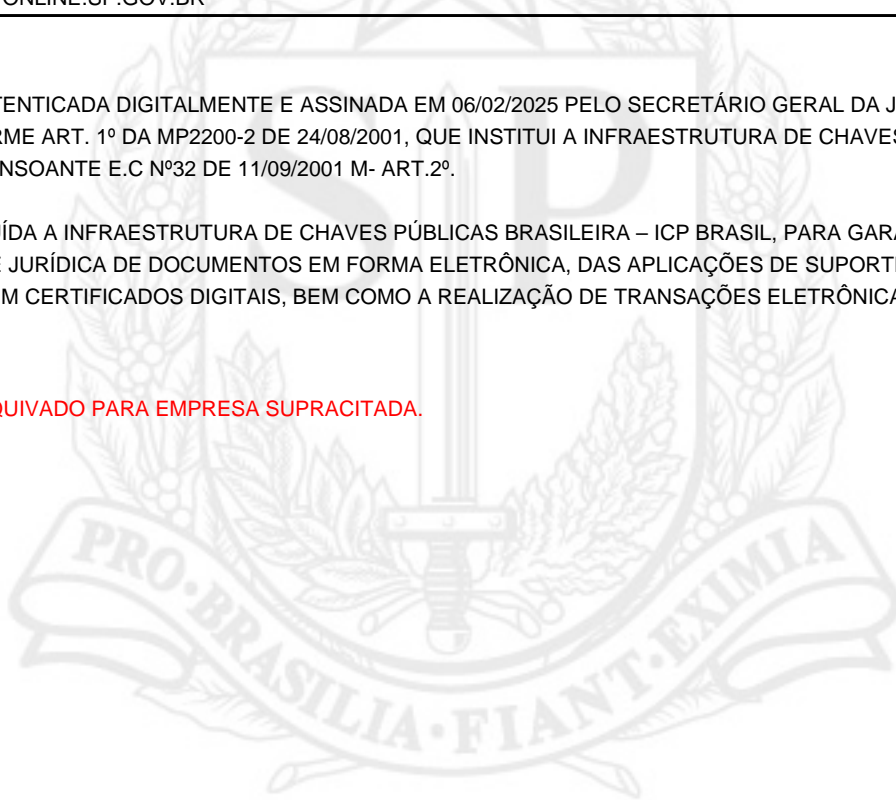 ONLINE.SP.GOV.BR
TENTICADA DIGITALMENTE E ASSINADA EM 06/02/2025 PELO SECRETÁRIO GERAL DA J
RME ART. 1º DA MP2200-2 DE 24/08/2001, QUE INSTITUI A INFRAESTRUTURA DE CHAVES
NSOANTE E.C Nº32 DE 11/09/2001 M- ART.2º.
ÍDA A INFRAESTRUTURA DE CHAVES PÚBLICAS BRASILEIRA – ICP BRASIL, PARA GARA
E JURÍDICA DE DOCUMENTOS EM FORMA ELETRÔNICA, DAS APLICAÇÕES DE SUPORTE
M CERTIFICADOS DIGITAIS, BEM COMO A REALIZAÇÃO DE TRANSAÇÕES ELETRÔNICA
QUIVADO PARA EMPRESA SUPRACITADA.
SP
PRO·BRASILIA·FIANT·EXIMIA